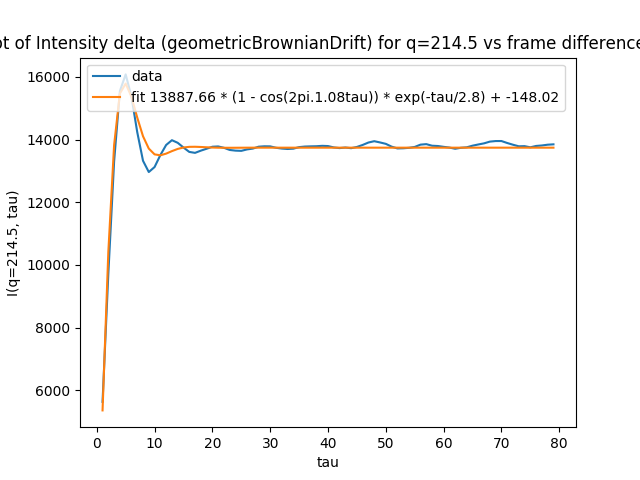 ot of Intensity delta (geometricBrownianDrift) for q=214.5 vs frame difference
data
fit 13887.66 * (1 - cos(2pi.1.08tau)) * exp(-tau/2.8) + -148.02
I(q=214.5, tau)
16000
14000
12000
10000
8000
6000
0 10 20 30 40 50 60 70 80
tau